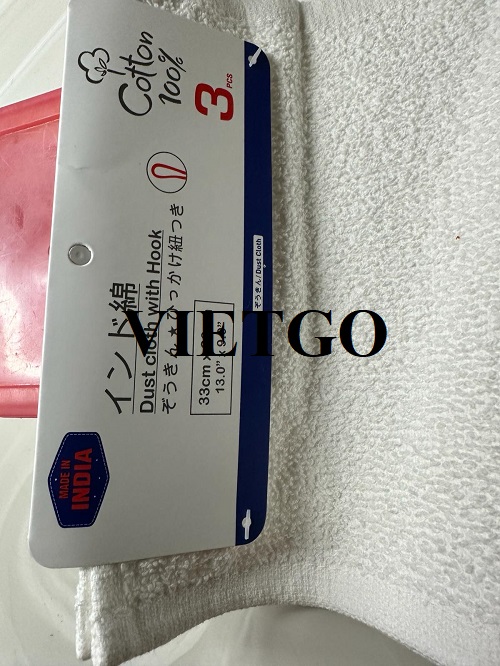 Cotton
100%
3 PCS
インド綿
Dust cloth with Hook
ぞうきん★ひっかけ紐つき
33cm×
13.0"×
ぞうきん/Dust Cloth
MADE IN
INDIA
VIETGO